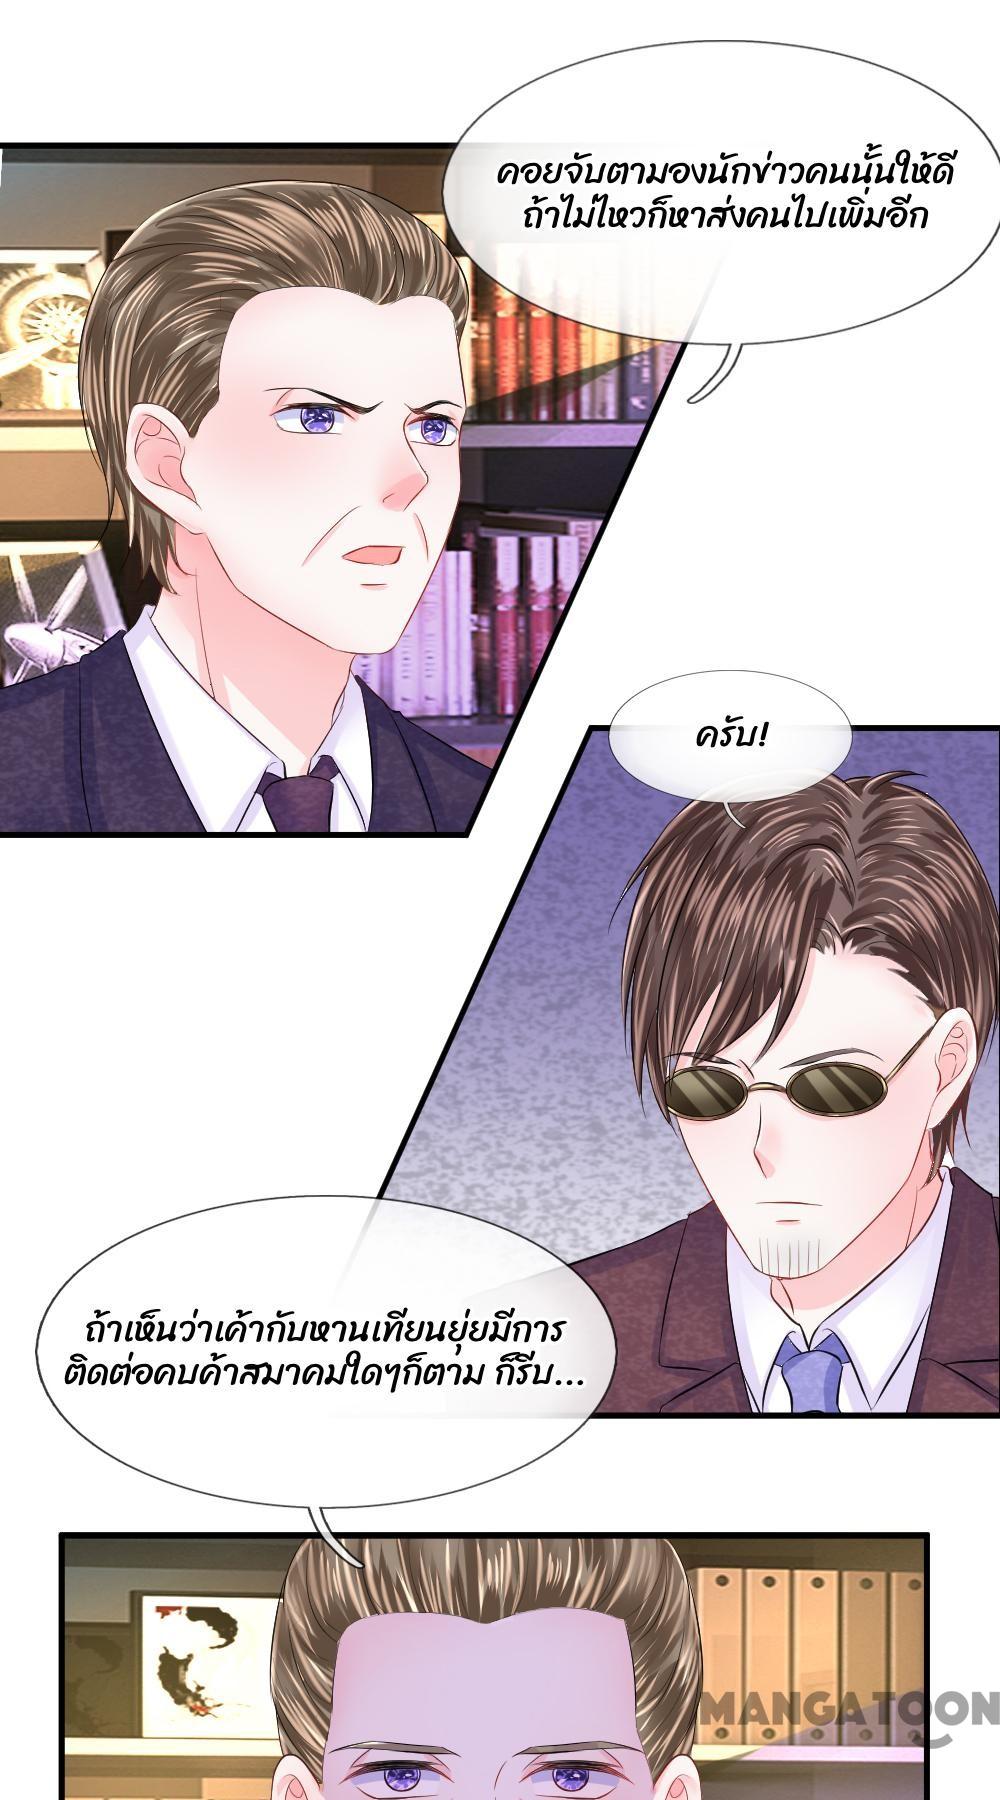 คอยจับตามองนักข่าวคนนั้นให้ดี
ถ้าไม่ไหวก็หาส่งคนไปเพิ่มอีก
ครับ!
ถ้าเห็นว่าเค้ากับหานเทียนยุ่ยมีการ
ติดต่อคบค้าสมาคมใดๆก็ตาม ก็รีบ...
MANGATOON